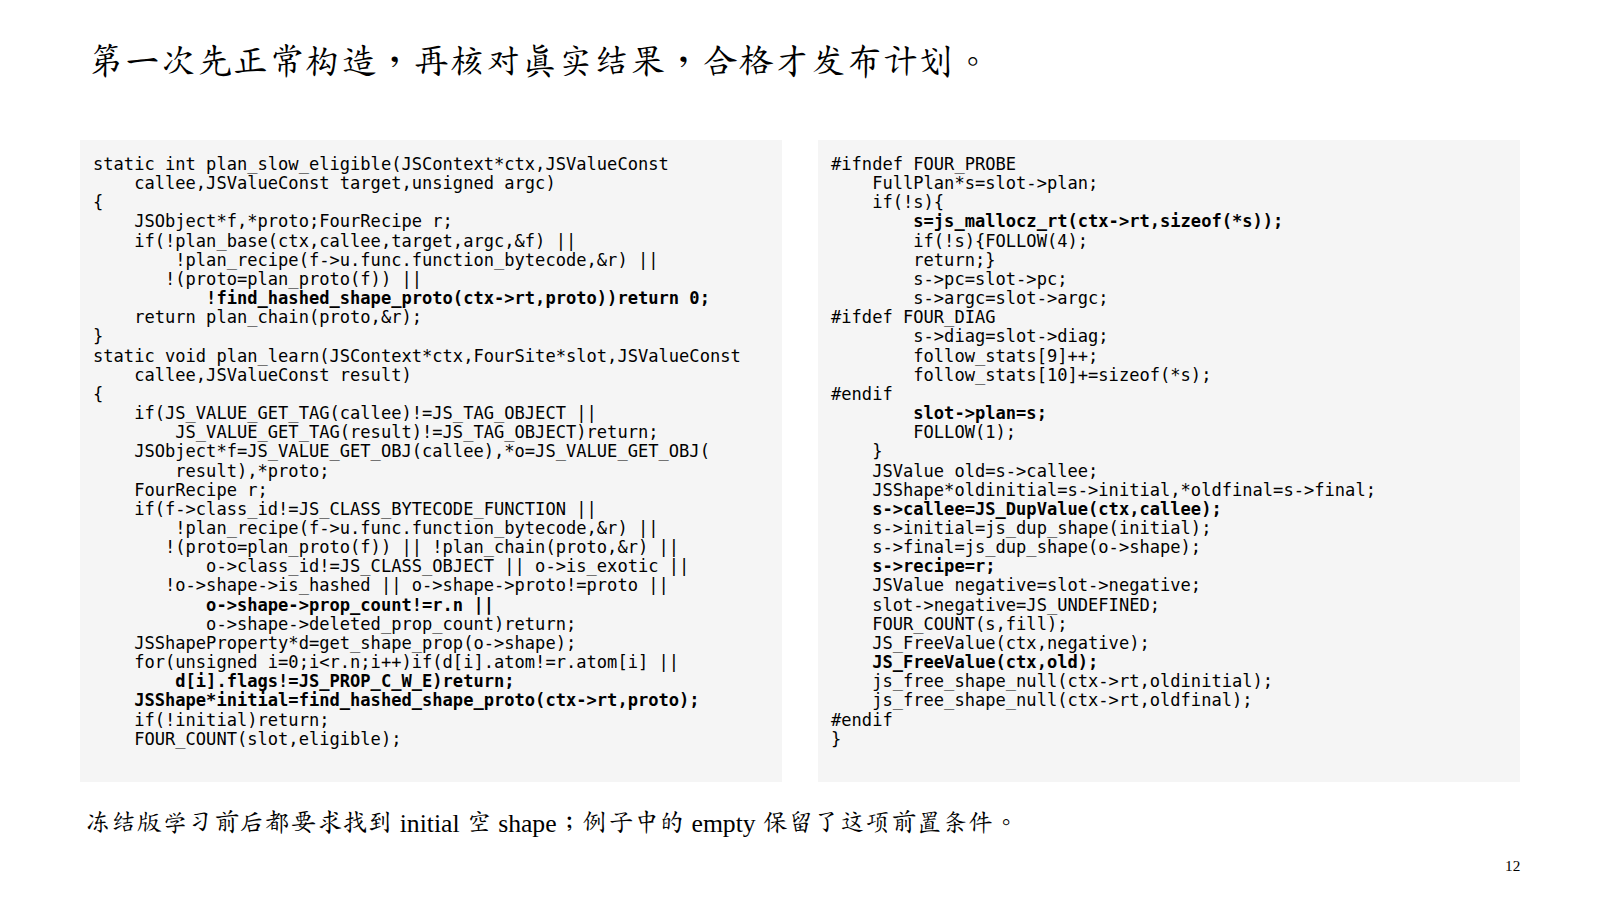 第一次先正常构造，再核对真实结果，合格才发布计划。
static int plan_slow_eligible(JSContext*ctx,JSValueConst
    callee,JSValueConst target,unsigned argc)
{
    JSObject*f,*proto;FourRecipe r;
    if(!plan_base(ctx,callee,target,argc,&f) ||
        !plan_recipe(f->u.func.function_bytecode,&r) ||
       !(proto=plan_proto(f)) ||
           !find_hashed_shape_proto(ctx->rt,proto))return 0;
    return plan_chain(proto,&r);
}
static void plan_learn(JSContext*ctx,FourSite*slot,JSValueConst
    callee,JSValueConst result)
{
    if(JS_VALUE_GET_TAG(callee)!=JS_TAG_OBJECT ||
        JS_VALUE_GET_TAG(result)!=JS_TAG_OBJECT)return;
    JSObject*f=JS_VALUE_GET_OBJ(callee),*o=JS_VALUE_GET_OBJ(
        result),*proto;
    FourRecipe r;
    if(f->class_id!=JS_CLASS_BYTECODE_FUNCTION ||
        !plan_recipe(f->u.func.function_bytecode,&r) ||
       !(proto=plan_proto(f)) || !plan_chain(proto,&r) ||
           o->class_id!=JS_CLASS_OBJECT || o->is_exotic ||
       !o->shape->is_hashed || o->shape->proto!=proto ||
           o->shape->prop_count!=r.n ||
           o->shape->deleted_prop_count)return;
    JSShapeProperty*d=get_shape_prop(o->shape);
    for(unsigned i=0;i<r.n;i++)if(d[i].atom!=r.atom[i] ||
        d[i].flags!=JS_PROP_C_W_E)return;
    JSShape*initial=find_hashed_shape_proto(ctx->rt,proto);
    if(!initial)return;
    FOUR_COUNT(slot,eligible);
#ifndef FOUR_PROBE
    FullPlan*s=slot->plan;
    if(!s){
        s=js_mallocz_rt(ctx->rt,sizeof(*s));
        if(!s){FOLLOW(4);
        return;}
        s->pc=slot->pc;
        s->argc=slot->argc;
#ifdef FOUR_DIAG
        s->diag=slot->diag;
        follow_stats[9]++;
        follow_stats[10]+=sizeof(*s);
#endif
        slot->plan=s;
        FOLLOW(1);
    }
    JSValue old=s->callee;
    JSShape*oldinitial=s->initial,*oldfinal=s->final;
    s->callee=JS_DupValue(ctx,callee);
    s->initial=js_dup_shape(initial);
    s->final=js_dup_shape(o->shape);
    s->recipe=r;
    JSValue negative=slot->negative;
    slot->negative=JS_UNDEFINED;
    FOUR_COUNT(s,fill);
    JS_FreeValue(ctx,negative);
    JS_FreeValue(ctx,old);
    js_free_shape_null(ctx->rt,oldinitial);
    js_free_shape_null(ctx->rt,oldfinal);
#endif
}
冻结版学习前后都要求找到 initial 空 shape；例子中的 empty 保留了这项前置条件。
12